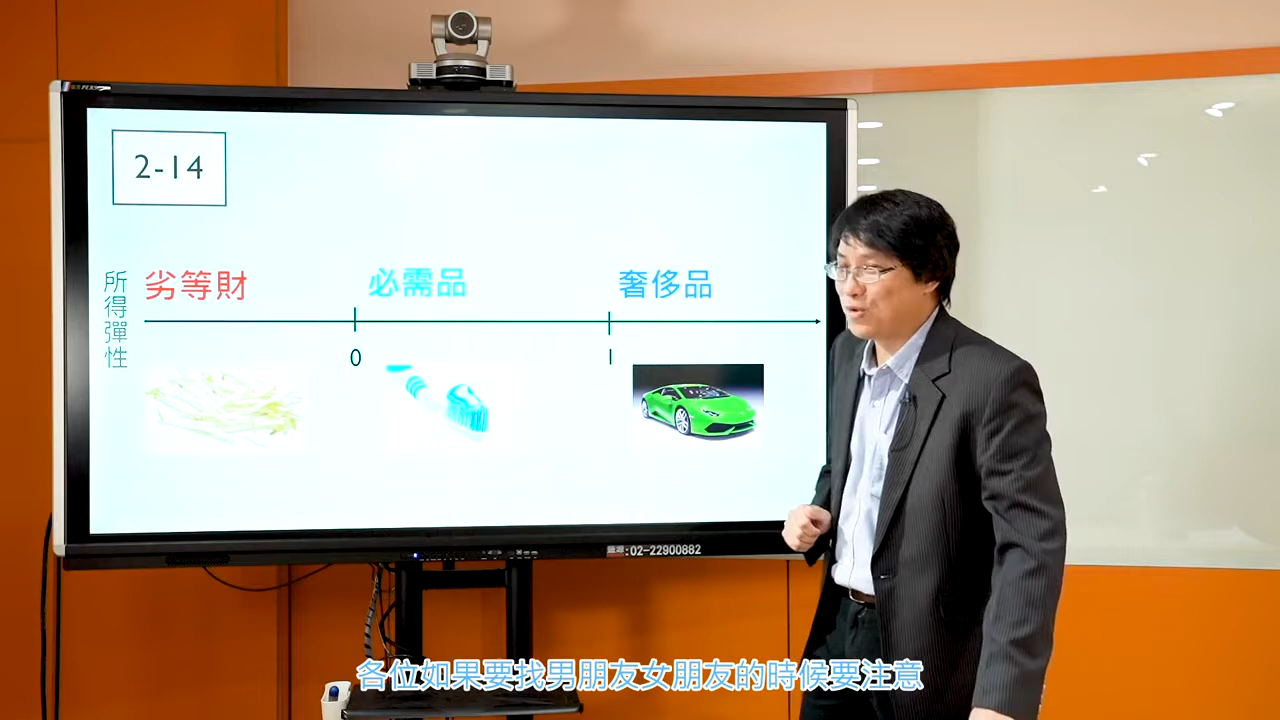 2-14
所得彈性
劣等財
必需品
奢侈品
0
1
:02-22900882
各位如果要找男朋友女朋友的時候要注意